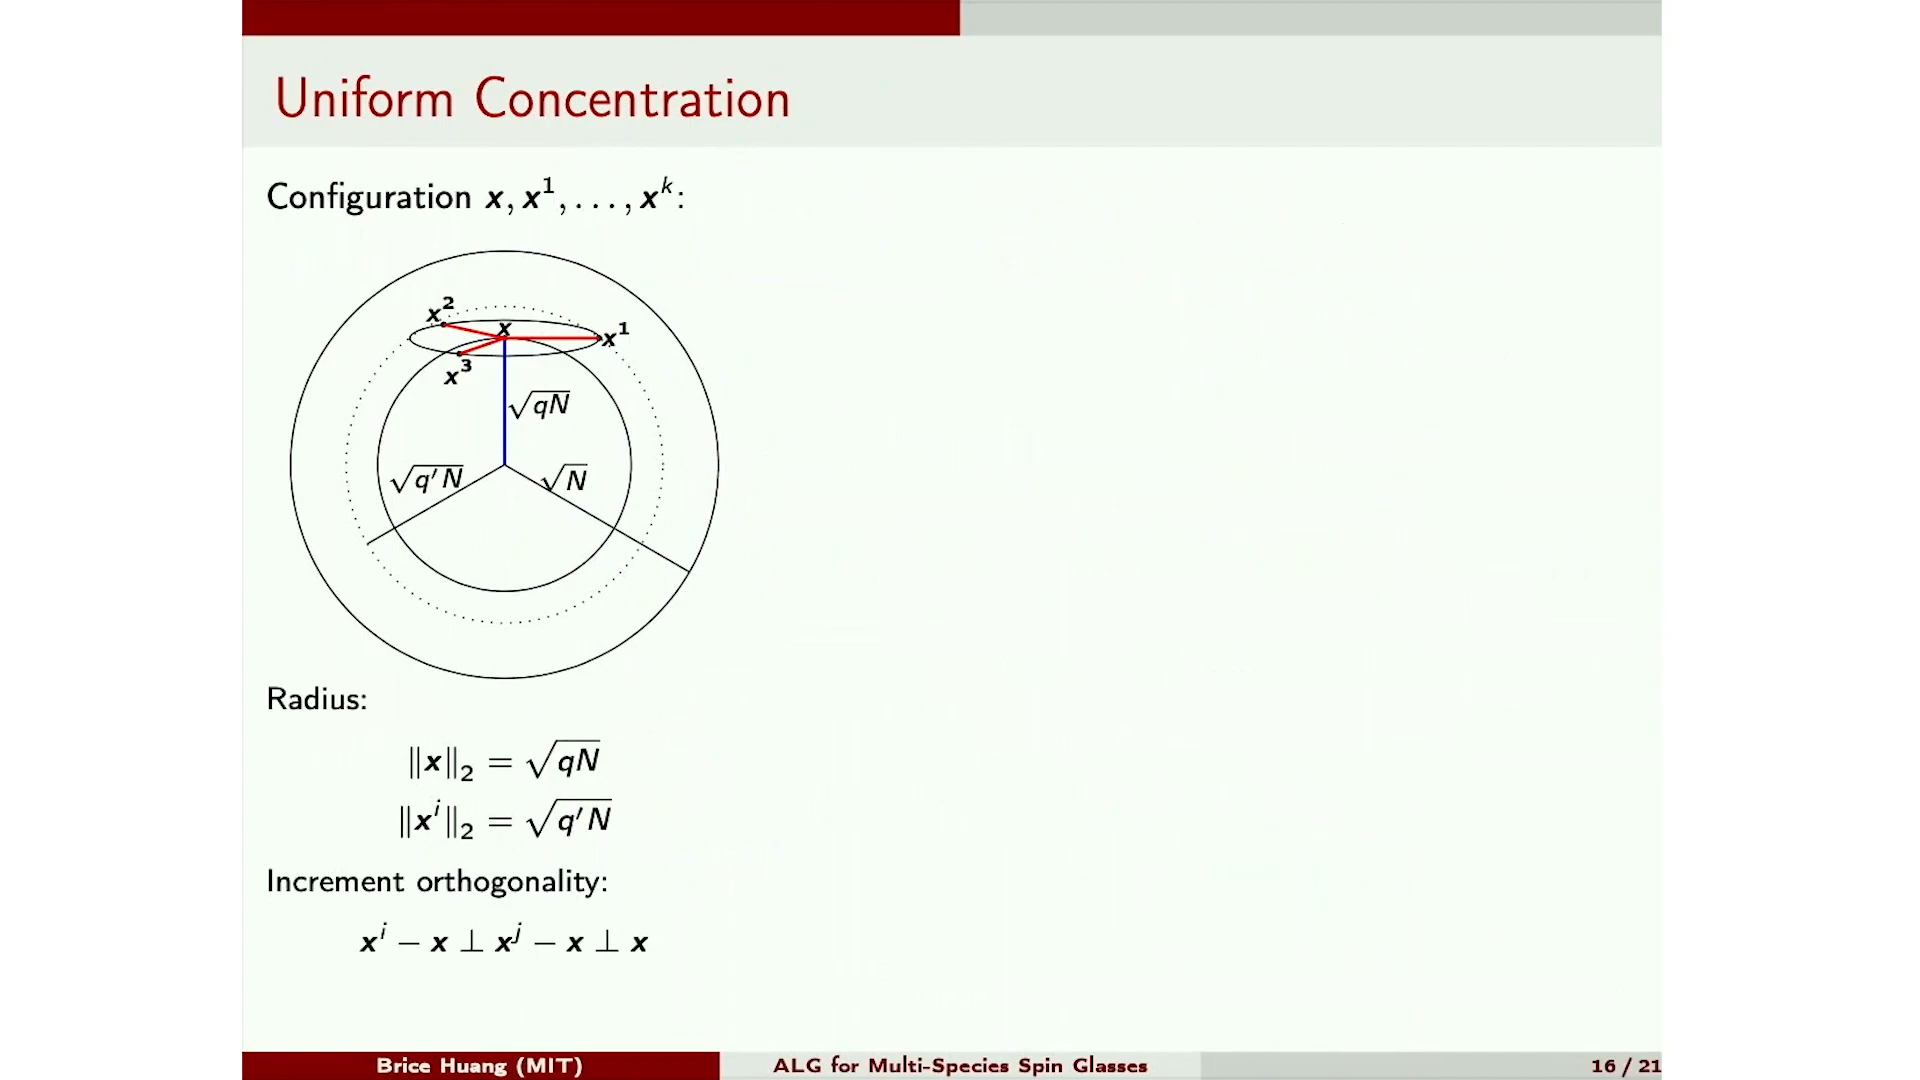 Uniform Concentration
Configuration x, x¹, . . . , xᵏ:
x²
x
x¹
x³
√qN
√q′N
√N
Radius:
‖x‖₂ = √qN
‖xⁱ‖₂ = √q′N
Increment orthogonality:
xⁱ − x ⊥ xʲ − x ⊥ x
Brice Huang (MIT)
ALG for Multi-Species Spin Glasses
16 / 21